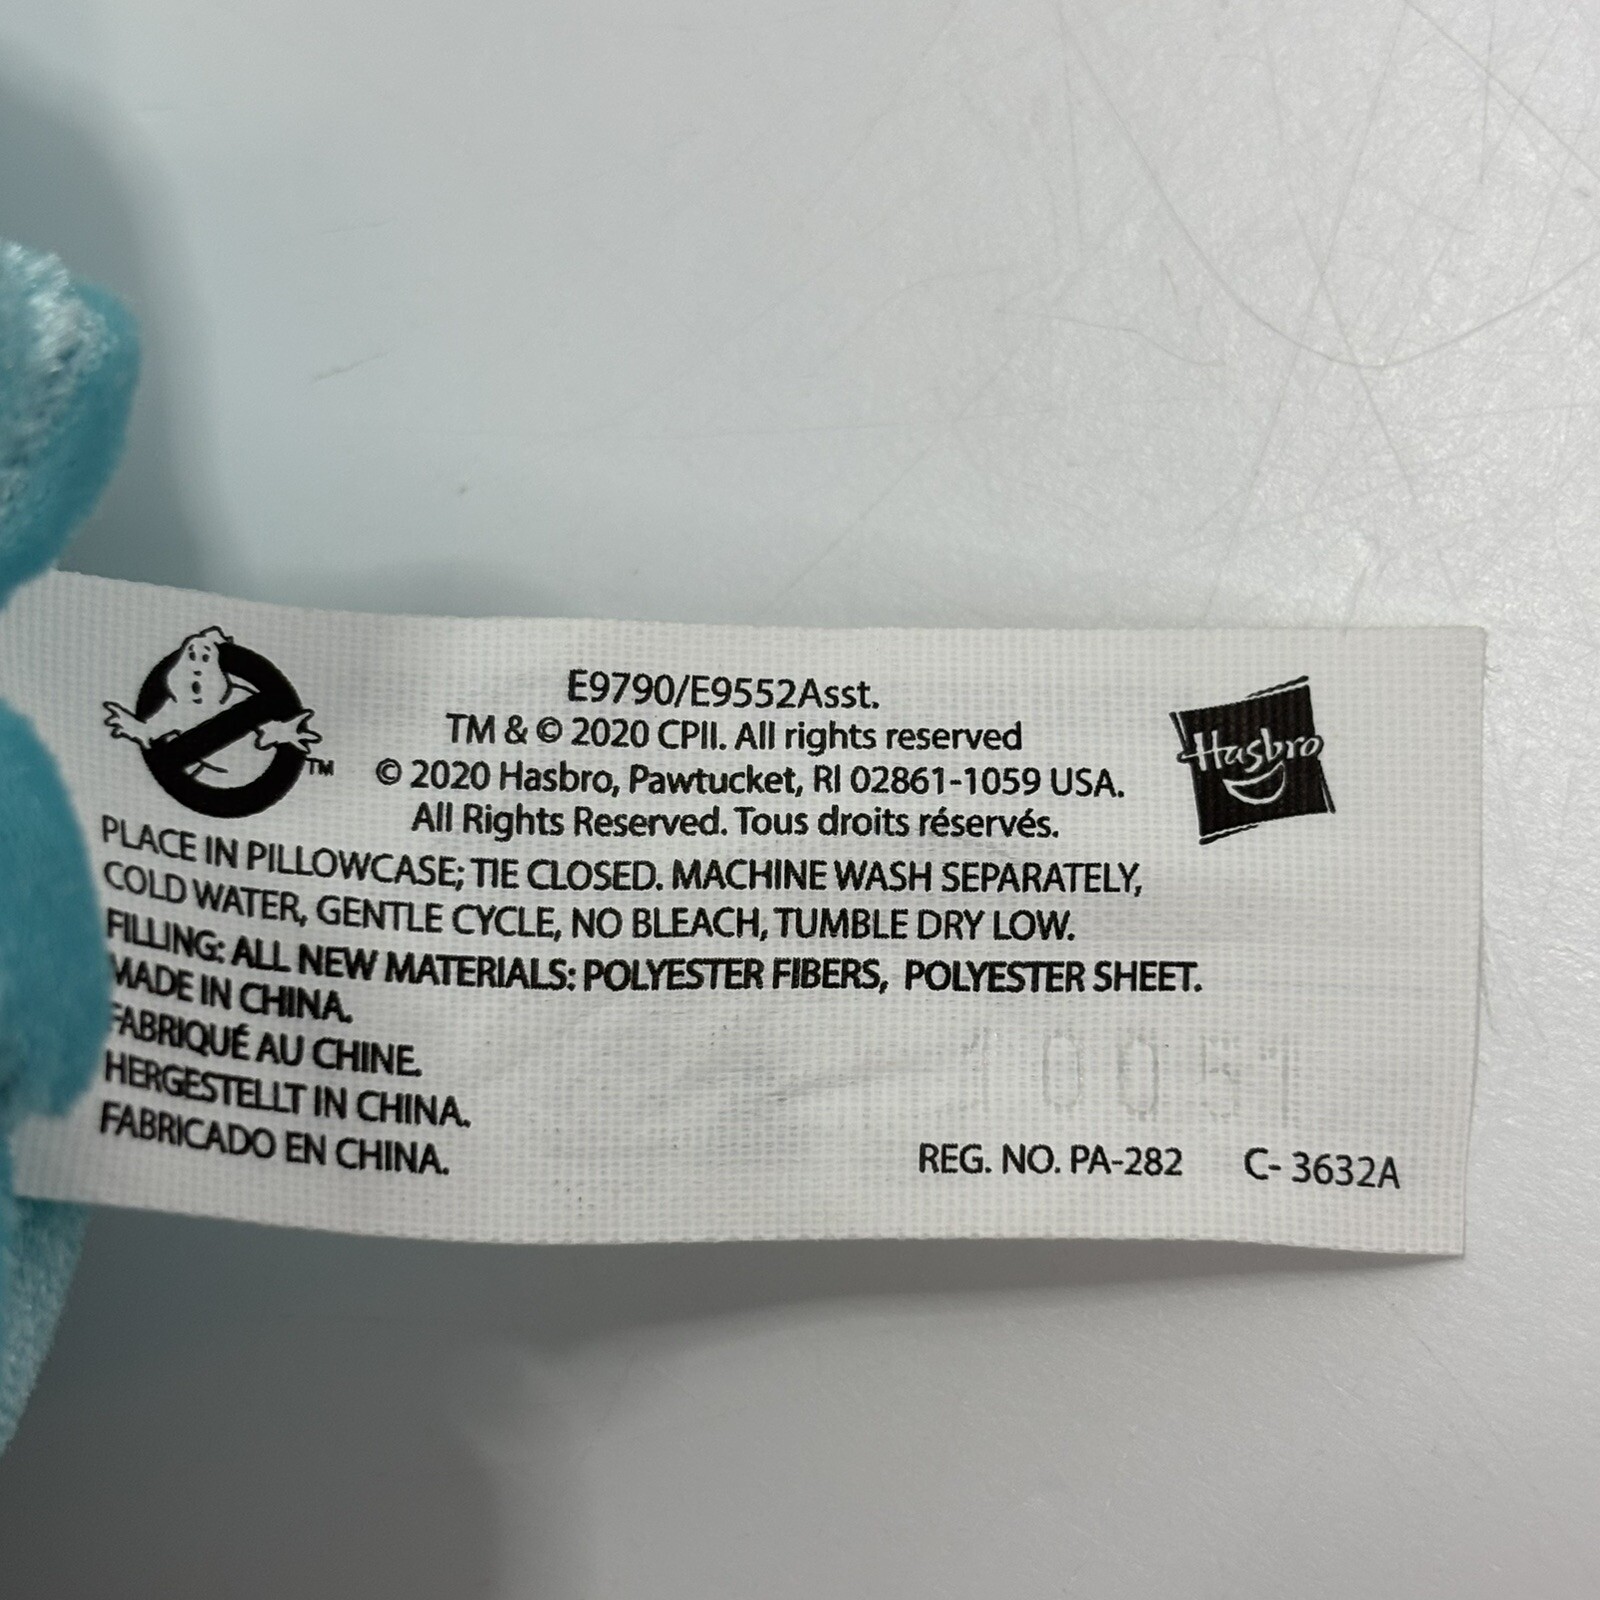 E9790/E9552Asst.
TM & © 2020 CPII. All rights reserved
© 2020 Hasbro, Pawtucket, RI 02861-1059 USA.
All Rights Reserved. Tous droits réservés.
TM
Hasbro
PLACE IN PILLOWCASE; TIE CLOSED. MACHINE WASH SEPARATELY,
COLD WATER, GENTLE CYCLE, NO BLEACH, TUMBLE DRY LOW.
FILLING: ALL NEW MATERIALS: POLYESTER FIBERS, POLYESTER SHEET.
MADE IN CHINA.
FABRIQUÉ AU CHINE.
HERGESTELLT IN CHINA.
FABRICADO EN CHINA.
REG. NO. PA-282 C- 3632A